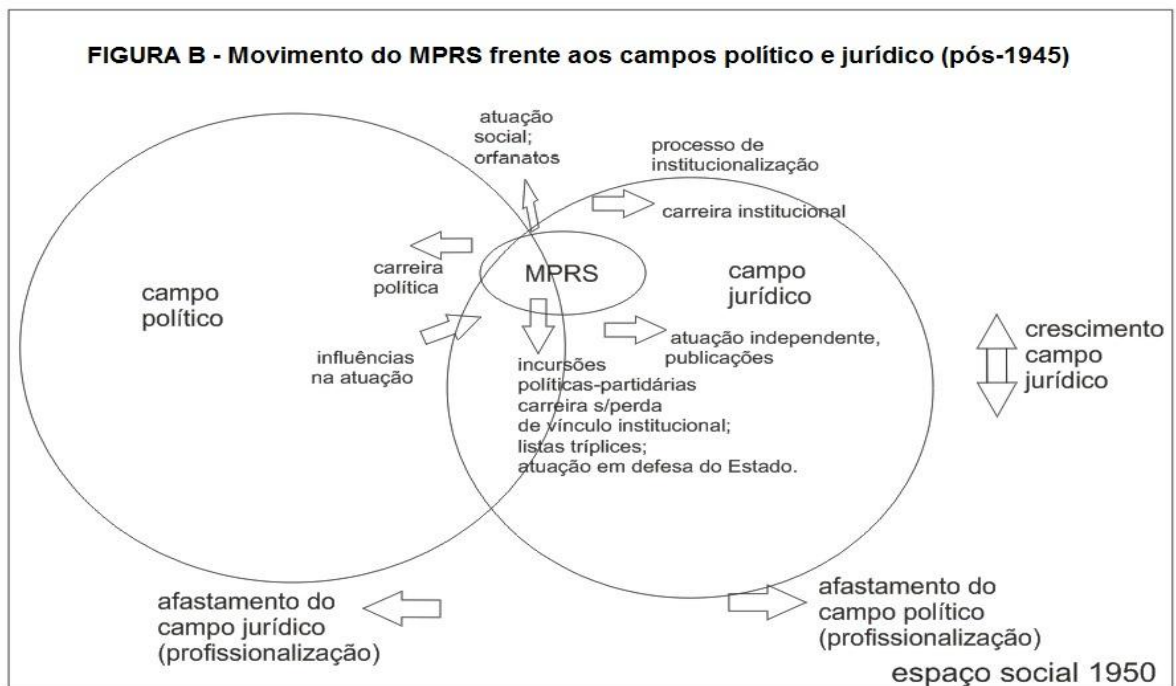 FIGURA B - Movimento do MPRS frente aos campos político e jurídico (pós-1945)
atuação
social;
orfanatos
processo de
institucionalização
carreira institucional
carreira
política
MPRS
campo
jurídico
campo
político
influências
na atuação
atuação independente,
publicações
incursões
políticas-partidárias
carreira s/perda
de vínculo institucional;
listas tríplices;
atuação em defesa do Estado.
crescimento
campo
jurídico
afastamento do
campo jurídico
(profissionalização)
afastamento do
campo político
(profissionalização)
espaço social 1950